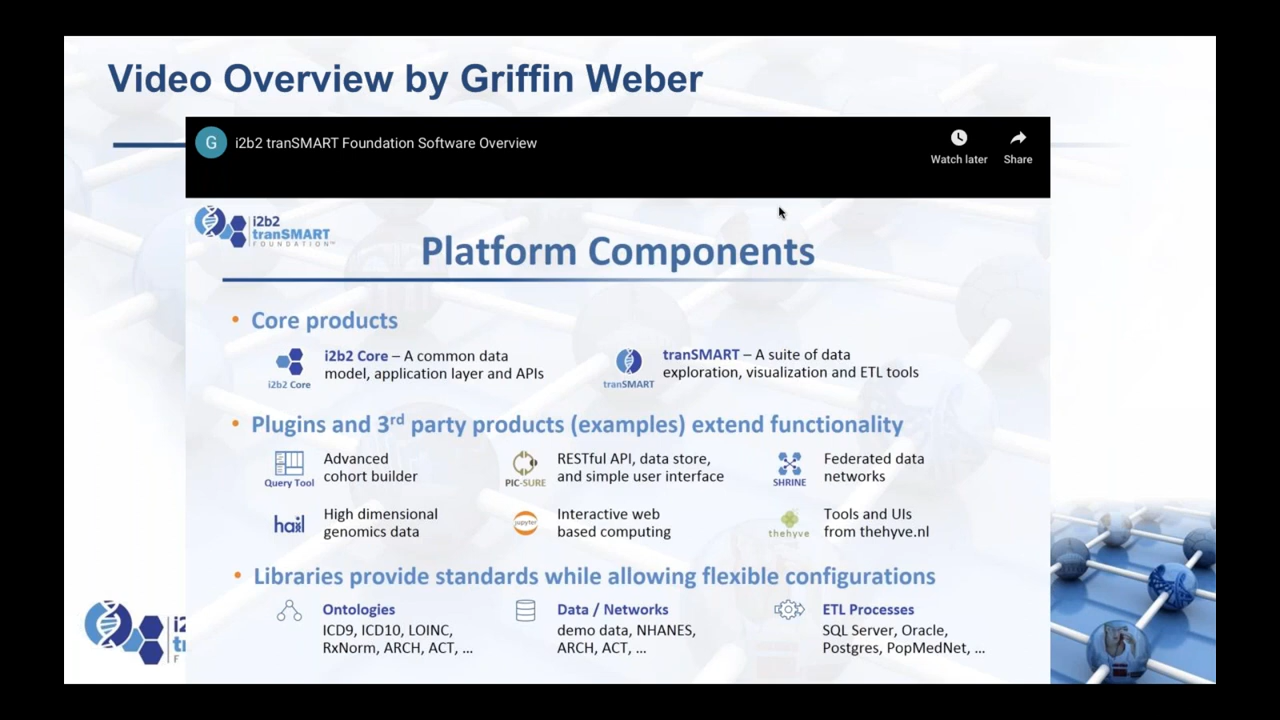 Video Overview by Griffin Weber
G
i2b2 tranSMART Foundation Software Overview
Watch later
Share
i2b2
tranSMART
FOUNDATION™
Platform Components
• Core products
i2b2 Core
i2b2 Core – A common data
model, application layer and APIs
tranSMART
tranSMART – A suite of data
exploration, visualization and ETL tools
• Plugins and 3rd party products (examples) extend functionality
Query Tool
Advanced
cohort builder
PIC-SURE
RESTful API, data store,
and simple user interface
SHRINE
Federated data
networks
hail
High dimensional
genomics data
jupyter
Interactive web
based computing
thehyve
Tools and UIs
from thehyve.nl
• Libraries provide standards while allowing flexible configurations
Ontologies
ICD9, ICD10, LOINC,
RxNorm, ARCH, ACT, ...
Data / Networks
demo data, NHANES,
ARCH, ACT, ...
ETL Processes
SQL Server, Oracle,
Postgres, PopMedNet, ...